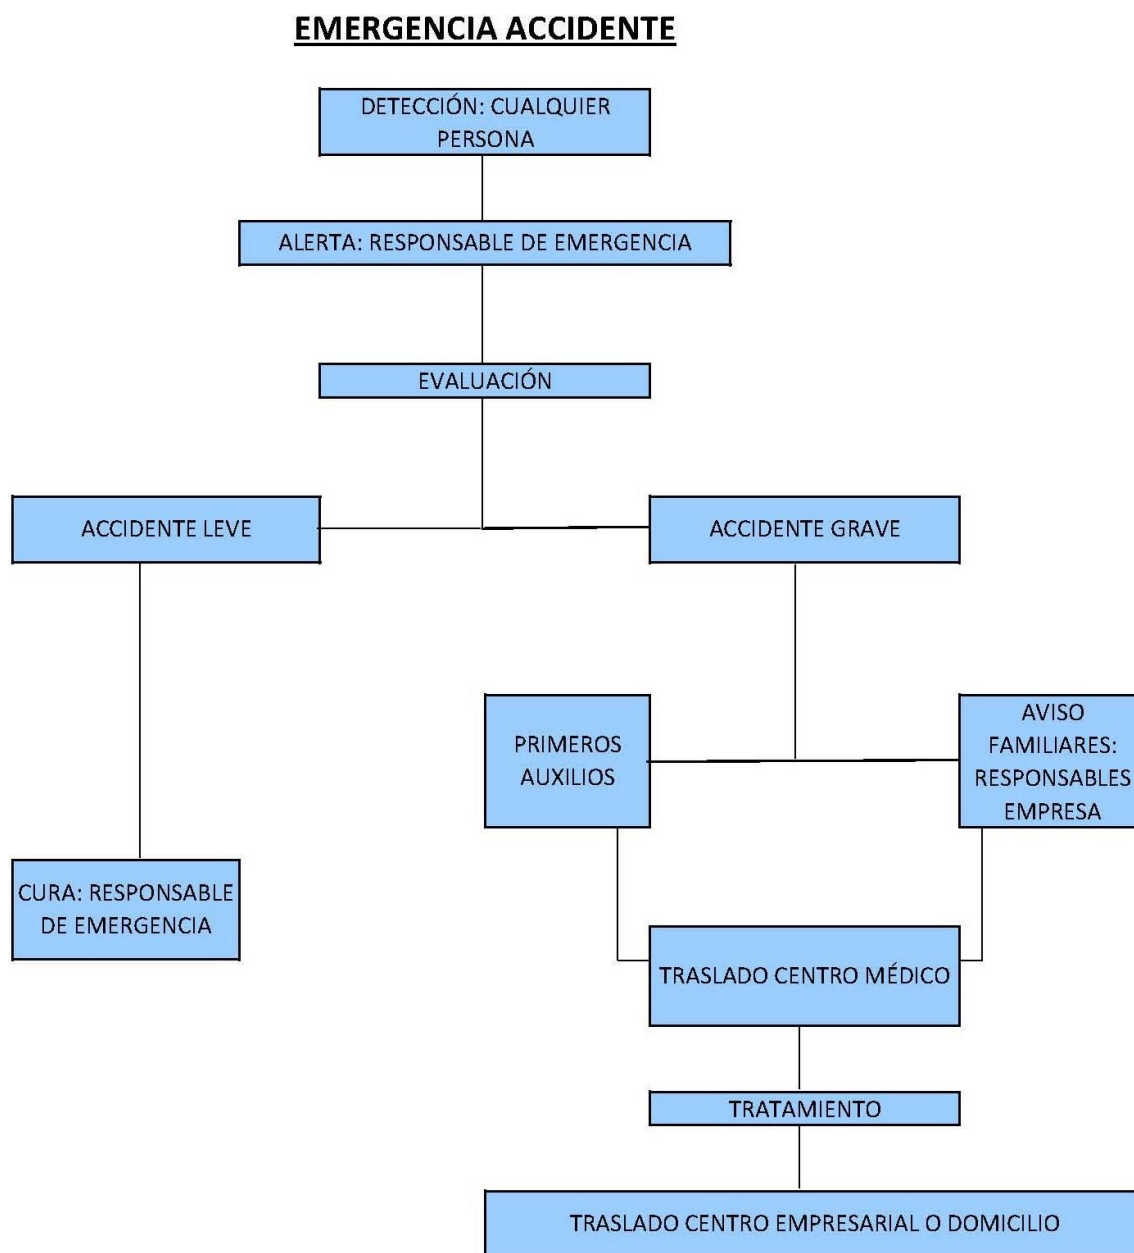 EMERGENCIA ACCIDENTE
DETECCIÓN: CUALQUIER
PERSONA
ALERTA: RESPONSABLE DE EMERGENCIA
EVALUACIÓN
ACCIDENTE LEVE
ACCIDENTE GRAVE
PRIMEROS
AUXILIOS
AVISO
FAMILIARES:
RESPONSABLES
EMPRESA
CURA: RESPONSABLE
DE EMERGENCIA
TRASLADO CENTRO MÉDICO
TRATAMIENTO
TRASLADO CENTRO EMPRESARIAL O DOMICILIO